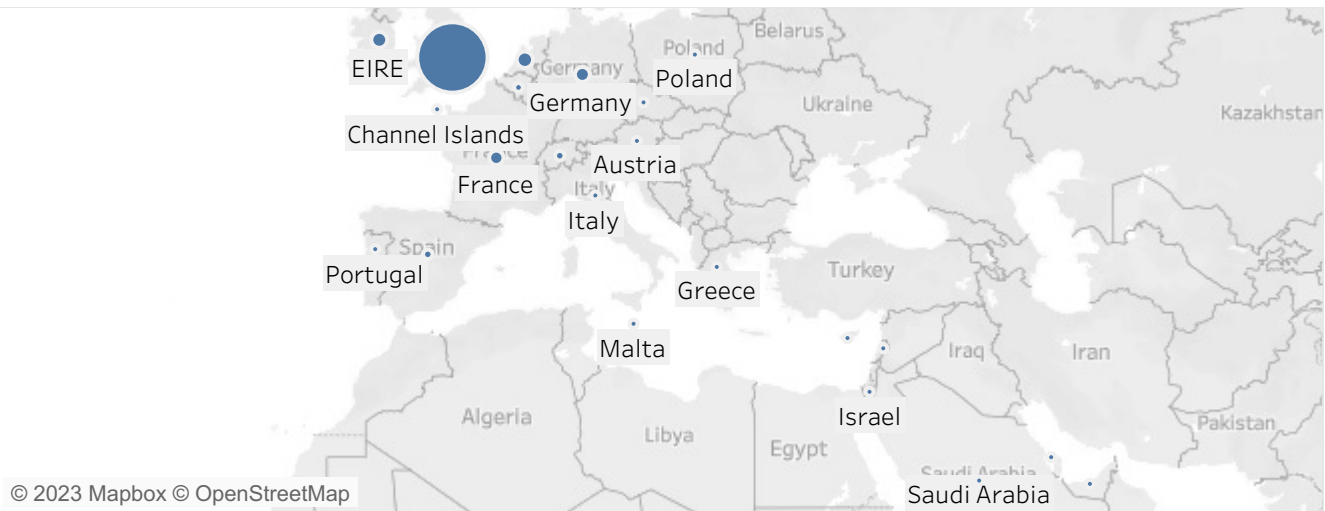 Belarus
Poland
EIRE
Germany
Poland
Germany
Ukraine
Kazakhstan
Channel Islands
France
Austria
France
Italy
Italy
Spain
Portugal
Turkey
Greece
Malta
Iraq
Iran
Algeria
Israel
Libya
Egypt
Pakistan
Saudi Arabia
Saudi Arabia
© 2023 Mapbox © OpenStreetMap